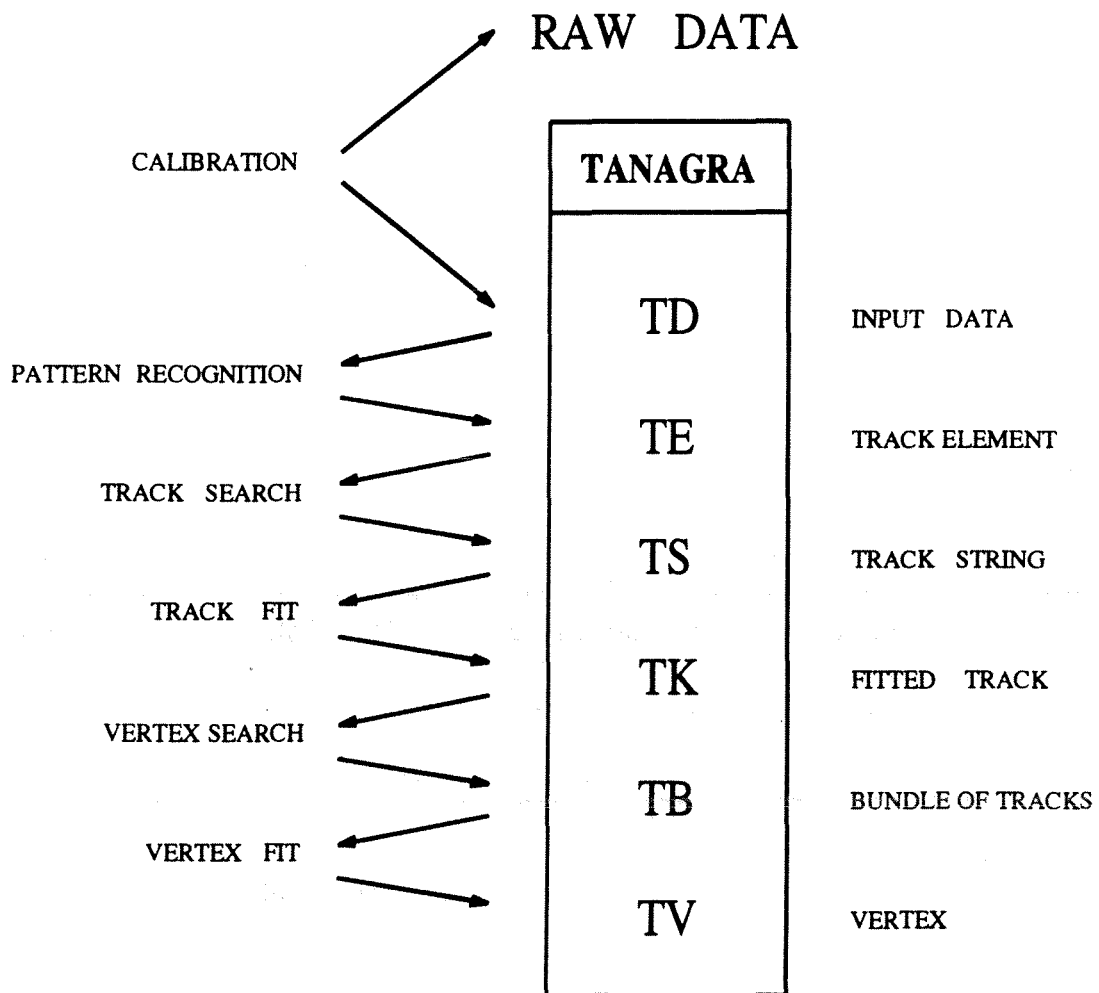 RAW DATA
CALIBRATION
TANAGRA
TD
INPUT DATA
PATTERN RECOGNITION
TE
TRACK ELEMENT
TRACK SEARCH
TS
TRACK STRING
TRACK FIT
TK
FITTED TRACK
VERTEX SEARCH
TB
BUNDLE OF TRACKS
VERTEX FIT
TV
VERTEX